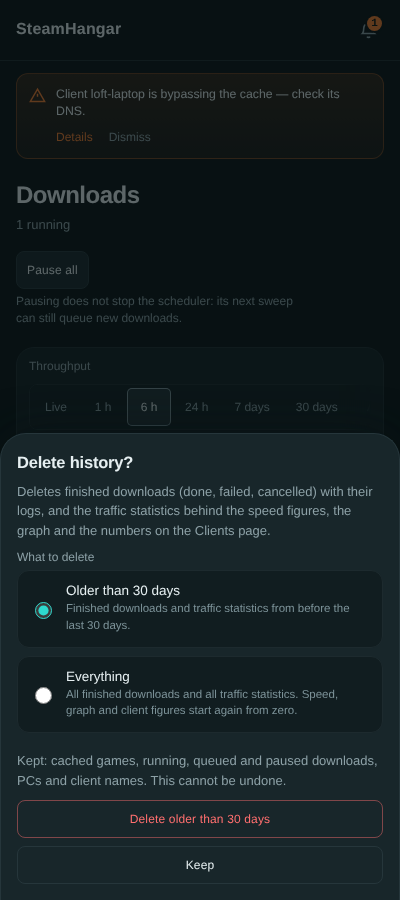 SteamHangar
1
Client loft-laptop is bypassing the cache — check its
DNS.
Details Dismiss
Downloads
1 running
Pause all
Pausing does not stop the scheduler: its next sweep
can still queue new downloads.
Throughput
Live 1 h 6 h 24 h 7 days 30 days
Delete history?
Deletes finished downloads (done, failed, cancelled) with their
logs, and the traffic statistics behind the speed figures, the
graph and the numbers on the Clients page.
What to delete
Older than 30 days
Finished downloads and traffic statistics from before the
last 30 days.
Everything
All finished downloads and all traffic statistics. Speed,
graph and client figures start again from zero.
Kept: cached games, running, queued and paused downloads,
PCs and client names. This cannot be undone.
Delete older than 30 days
Keep